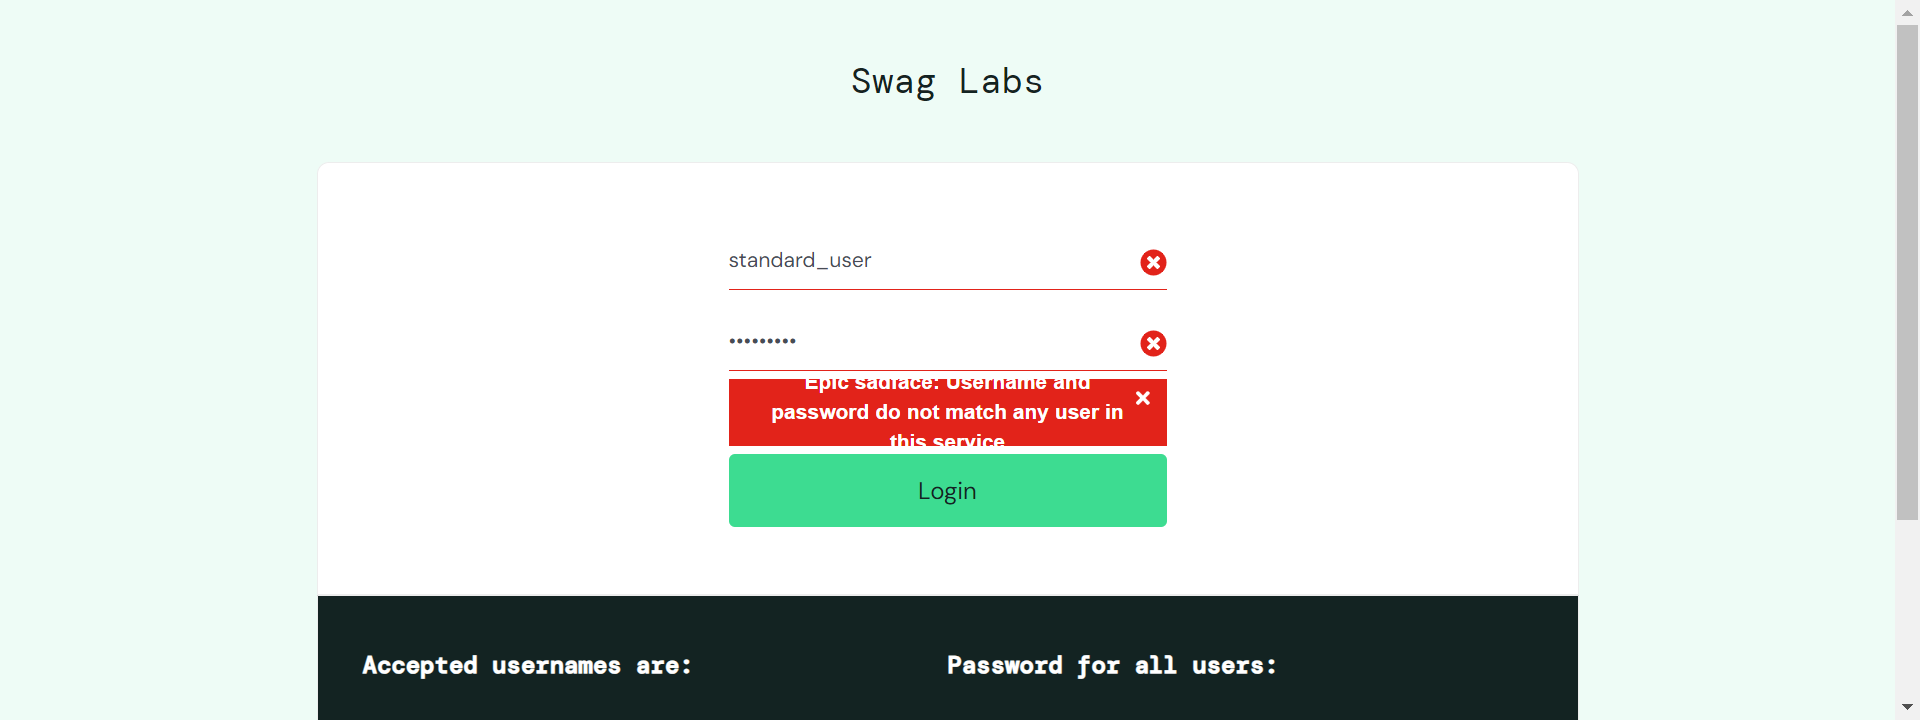 Swag Labs
standard_user
•••••••••
Epic sadface: Username and
password do not match any user in
this service
Login
Accepted usernames are:
Password for all users: